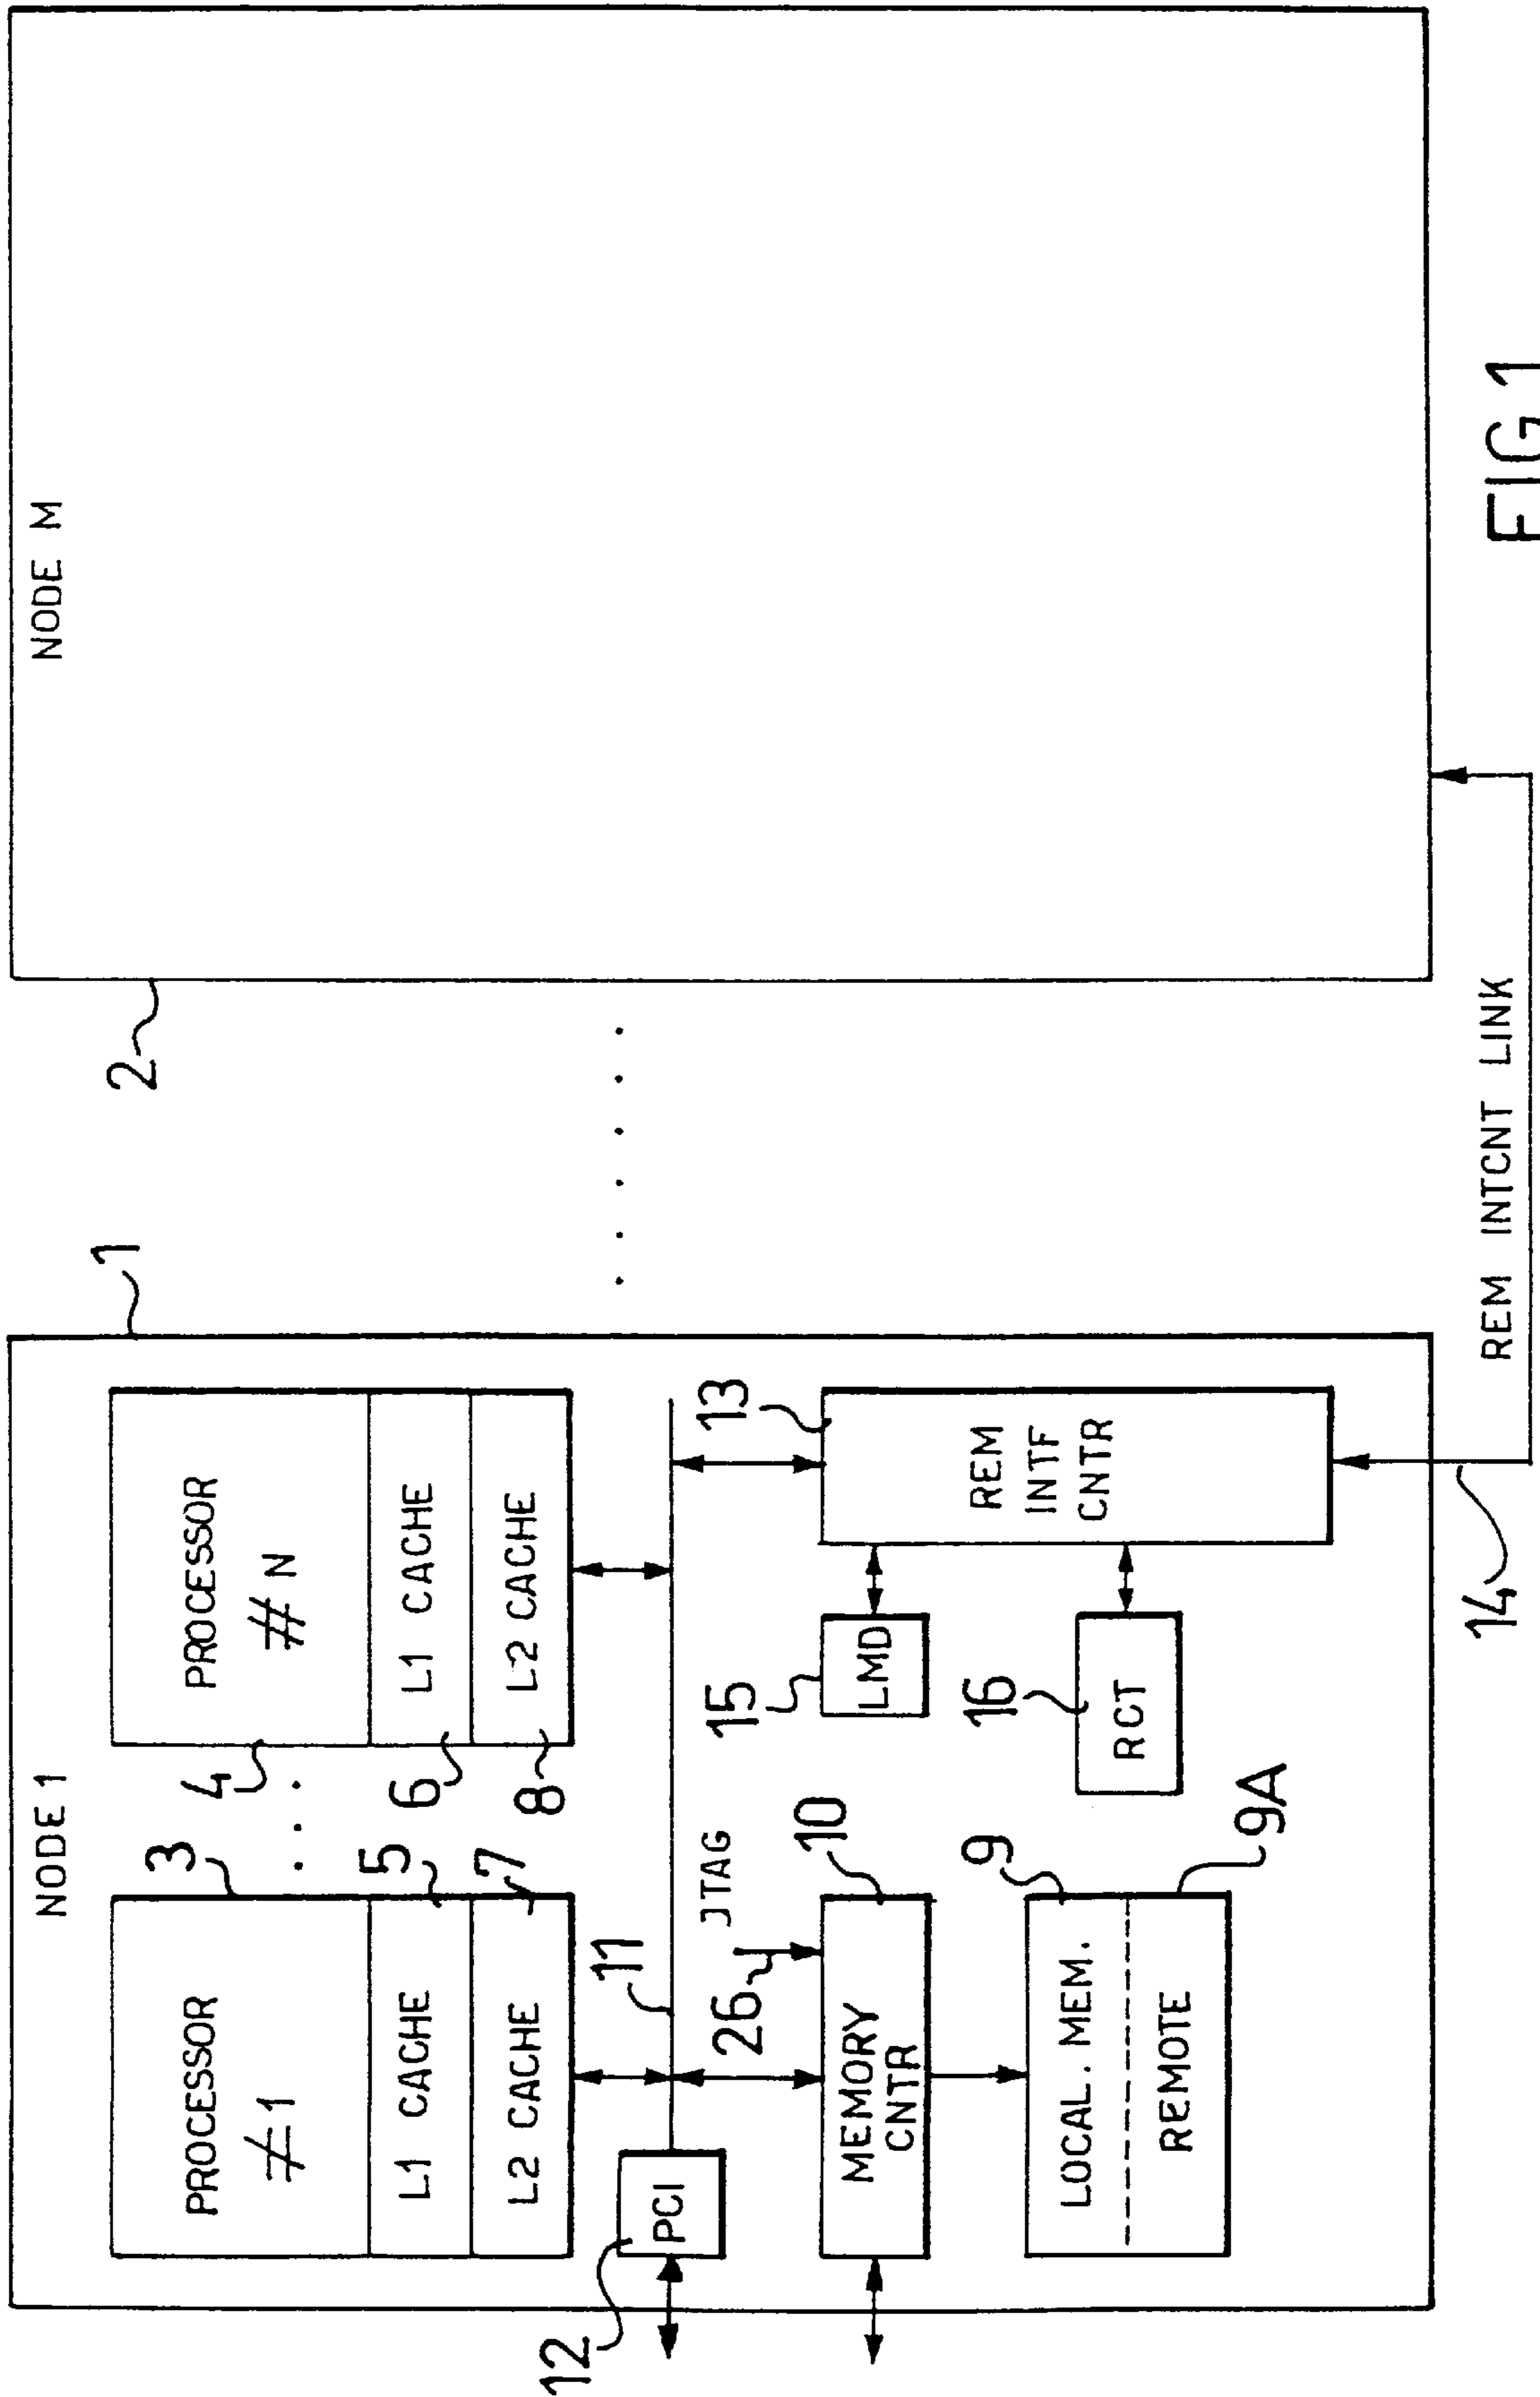 NODE 1
1
PROCESSOR
#1
3
L1 CACHE
5
L2 CACHE
7
PROCESSOR
# N
4
L1 CACHE
6
L2 CACHE
8
11
12
PCI
JTAG
26
MEMORY
CNTR
10
LOCAL. MEM.
9
REMOTE
9A
15
LMD
16
RCT
13
REM
INTF
CNTR
14
REM INTCNT LINK
NODE M
2
FIG 1